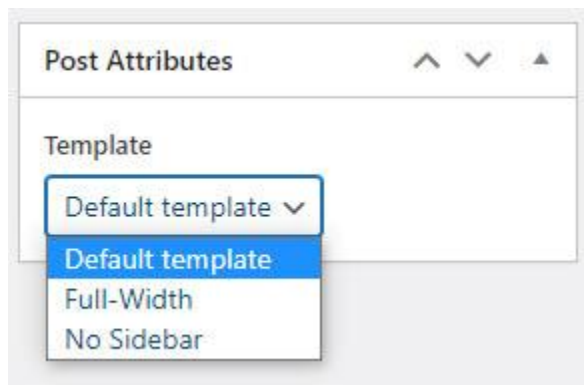 Post Attributes
Template
Default template
Default template
Full-Width
No Sidebar